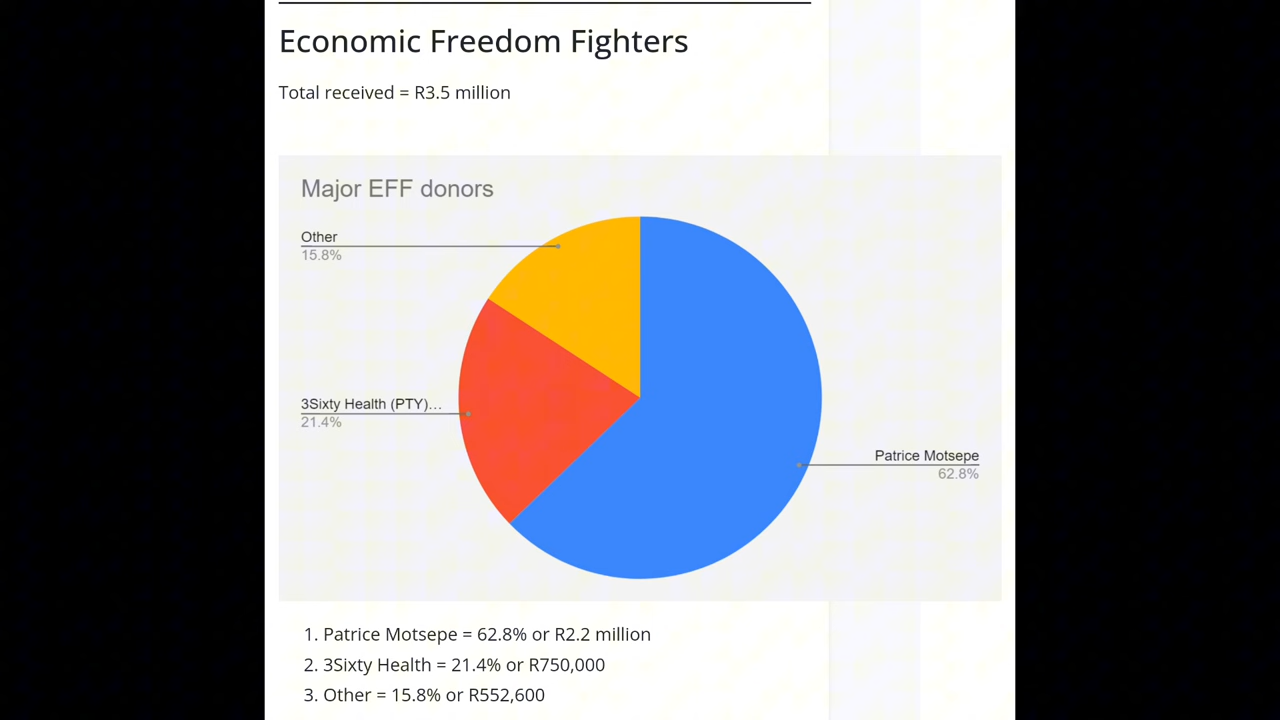 Economic Freedom Fighters
Total received = R3.5 million
Major EFF donors
Other
15.8%
3Sixty Health (PTY)...
21.4%
Patrice Motsepe
62.8%
1. Patrice Motsepe = 62.8% or R2.2 million
2. 3Sixty Health = 21.4% or R750,000
3. Other = 15.8% or R552,600